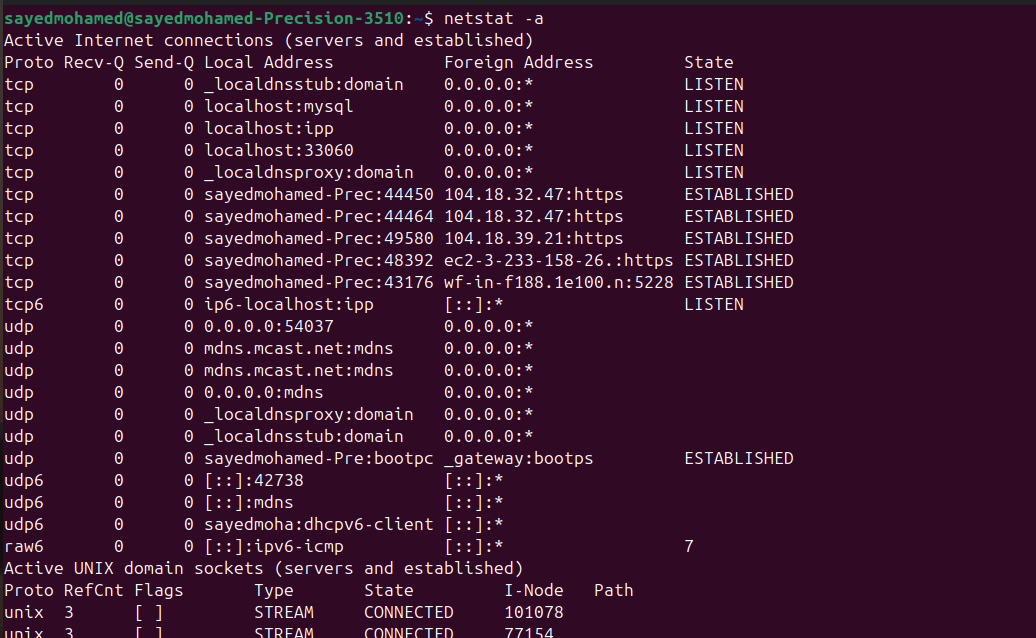 sayedmohamed@sayedmohamed-Precision-3510:~$ netstat -a
Active Internet connections (servers and established)
Proto Recv-Q Send-Q Local Address           Foreign Address         State
tcp        0      0 _localdnsstub:domain    0.0.0.0:*               LISTEN
tcp        0      0 localhost:mysql         0.0.0.0:*               LISTEN
tcp        0      0 localhost:ipp           0.0.0.0:*               LISTEN
tcp        0      0 localhost:33060         0.0.0.0:*               LISTEN
tcp        0      0 _localdnsproxy:domain   0.0.0.0:*               LISTEN
tcp        0      0 sayedmohamed-Prec:44450 104.18.32.47:https      ESTABLISHED
tcp        0      0 sayedmohamed-Prec:44464 104.18.32.47:https      ESTABLISHED
tcp        0      0 sayedmohamed-Prec:49580 104.18.39.21:https      ESTABLISHED
tcp        0      0 sayedmohamed-Prec:48392 ec2-3-233-158-26.:https ESTABLISHED
tcp        0      0 sayedmohamed-Prec:43176 wf-in-f188.1e100.n:5228 ESTABLISHED
tcp6       0      0 ip6-localhost:ipp       [::]:*                  LISTEN
udp        0      0 0.0.0.0:54037           0.0.0.0:*
udp        0      0 mdns.mcast.net:mdns     0.0.0.0:*
udp        0      0 mdns.mcast.net:mdns     0.0.0.0:*
udp        0      0 0.0.0.0:mdns            0.0.0.0:*
udp        0      0 _localdnsproxy:domain   0.0.0.0:*
udp        0      0 _localdnsstub:domain    0.0.0.0:*
udp        0      0 sayedmohamed-Pre:bootpc _gateway:bootps         ESTABLISHED
udp6       0      0 [::]:42738              [::]:*
udp6       0      0 [::]:mdns               [::]:*
udp6       0      0 sayedmoha:dhcpv6-client [::]:*
raw6       0      0 [::]:ipv6-icmp          [::]:*                  7
Active UNIX domain sockets (servers and established)
Proto RefCnt Flags       Type       State         I-Node   Path
unix  3      [ ]         STREAM     CONNECTED     101078
unix  3      [ ]         STREAM     CONNECTED     77154